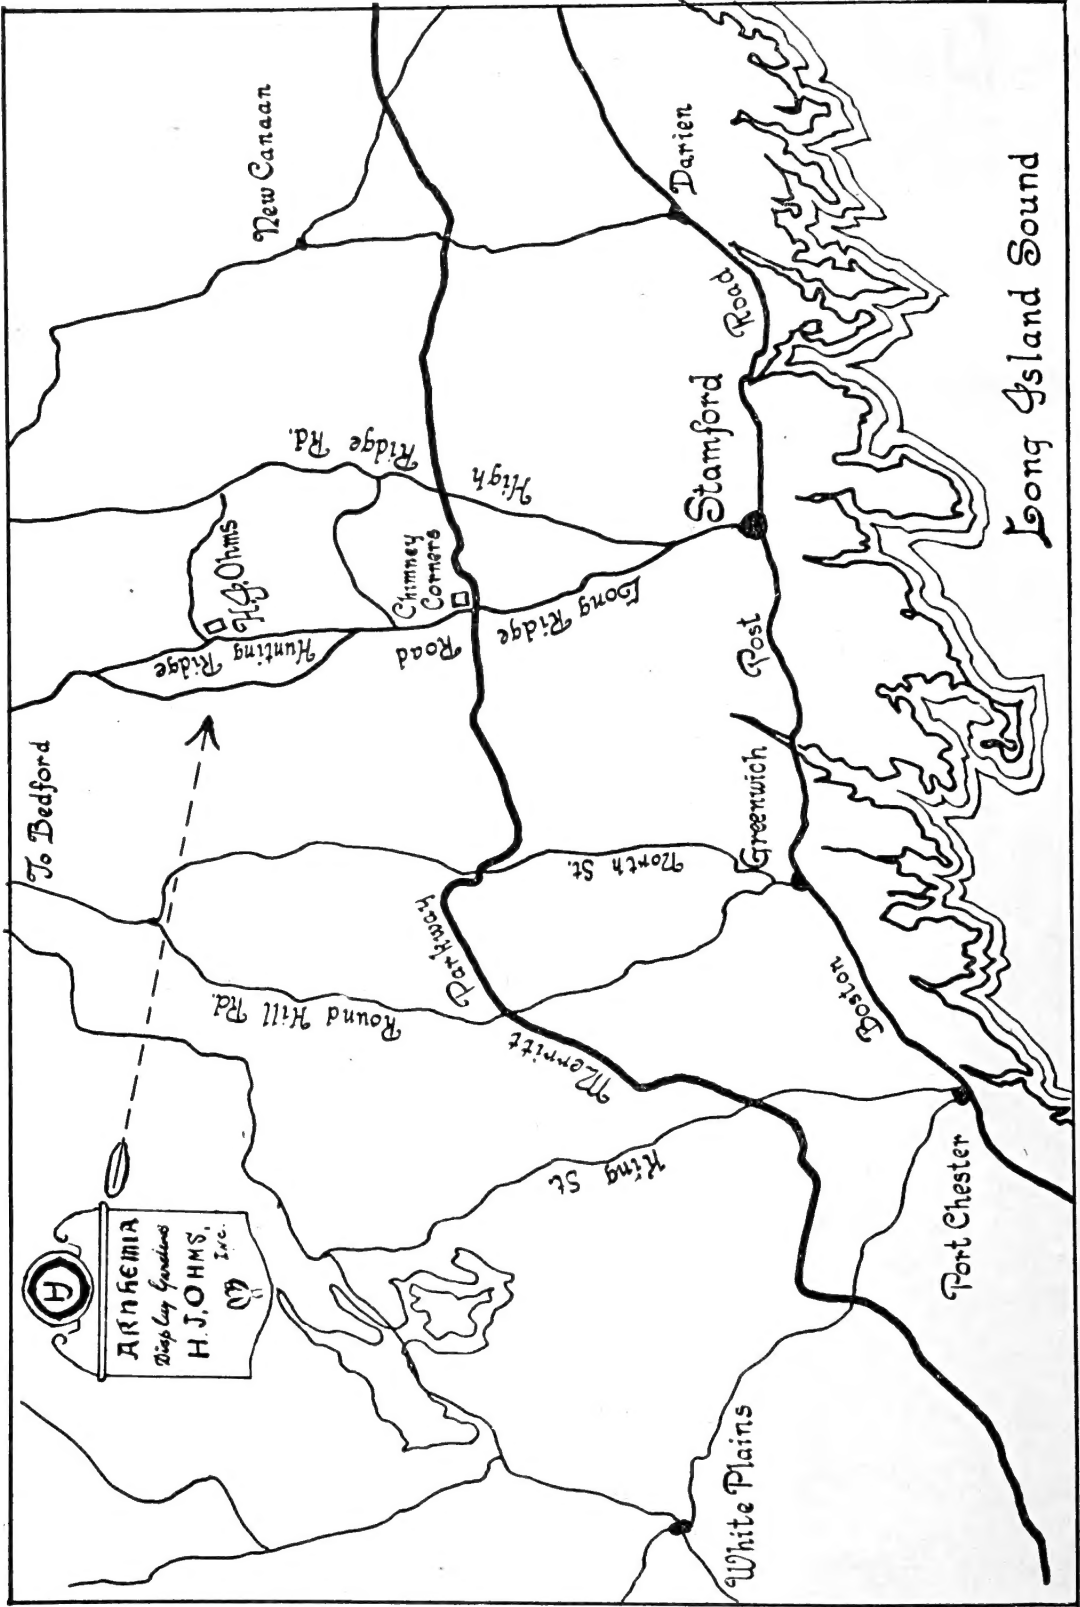 H
ARNHEMIA
Display Gardens
H.J. OHMS,
INC.
To Bedford
Hunting
Ridge
H.J. Ohms
High
Ridge
Rd.
New Canaan
Chimney
Corners
Road
Ridge
Long
Round Hill Rd.
Parkway
Merritt
North St.
King
St.
White Plains
Port Chester
Boston
Greenwich
Post
Stamford
Road
Darien
Long Island Sound